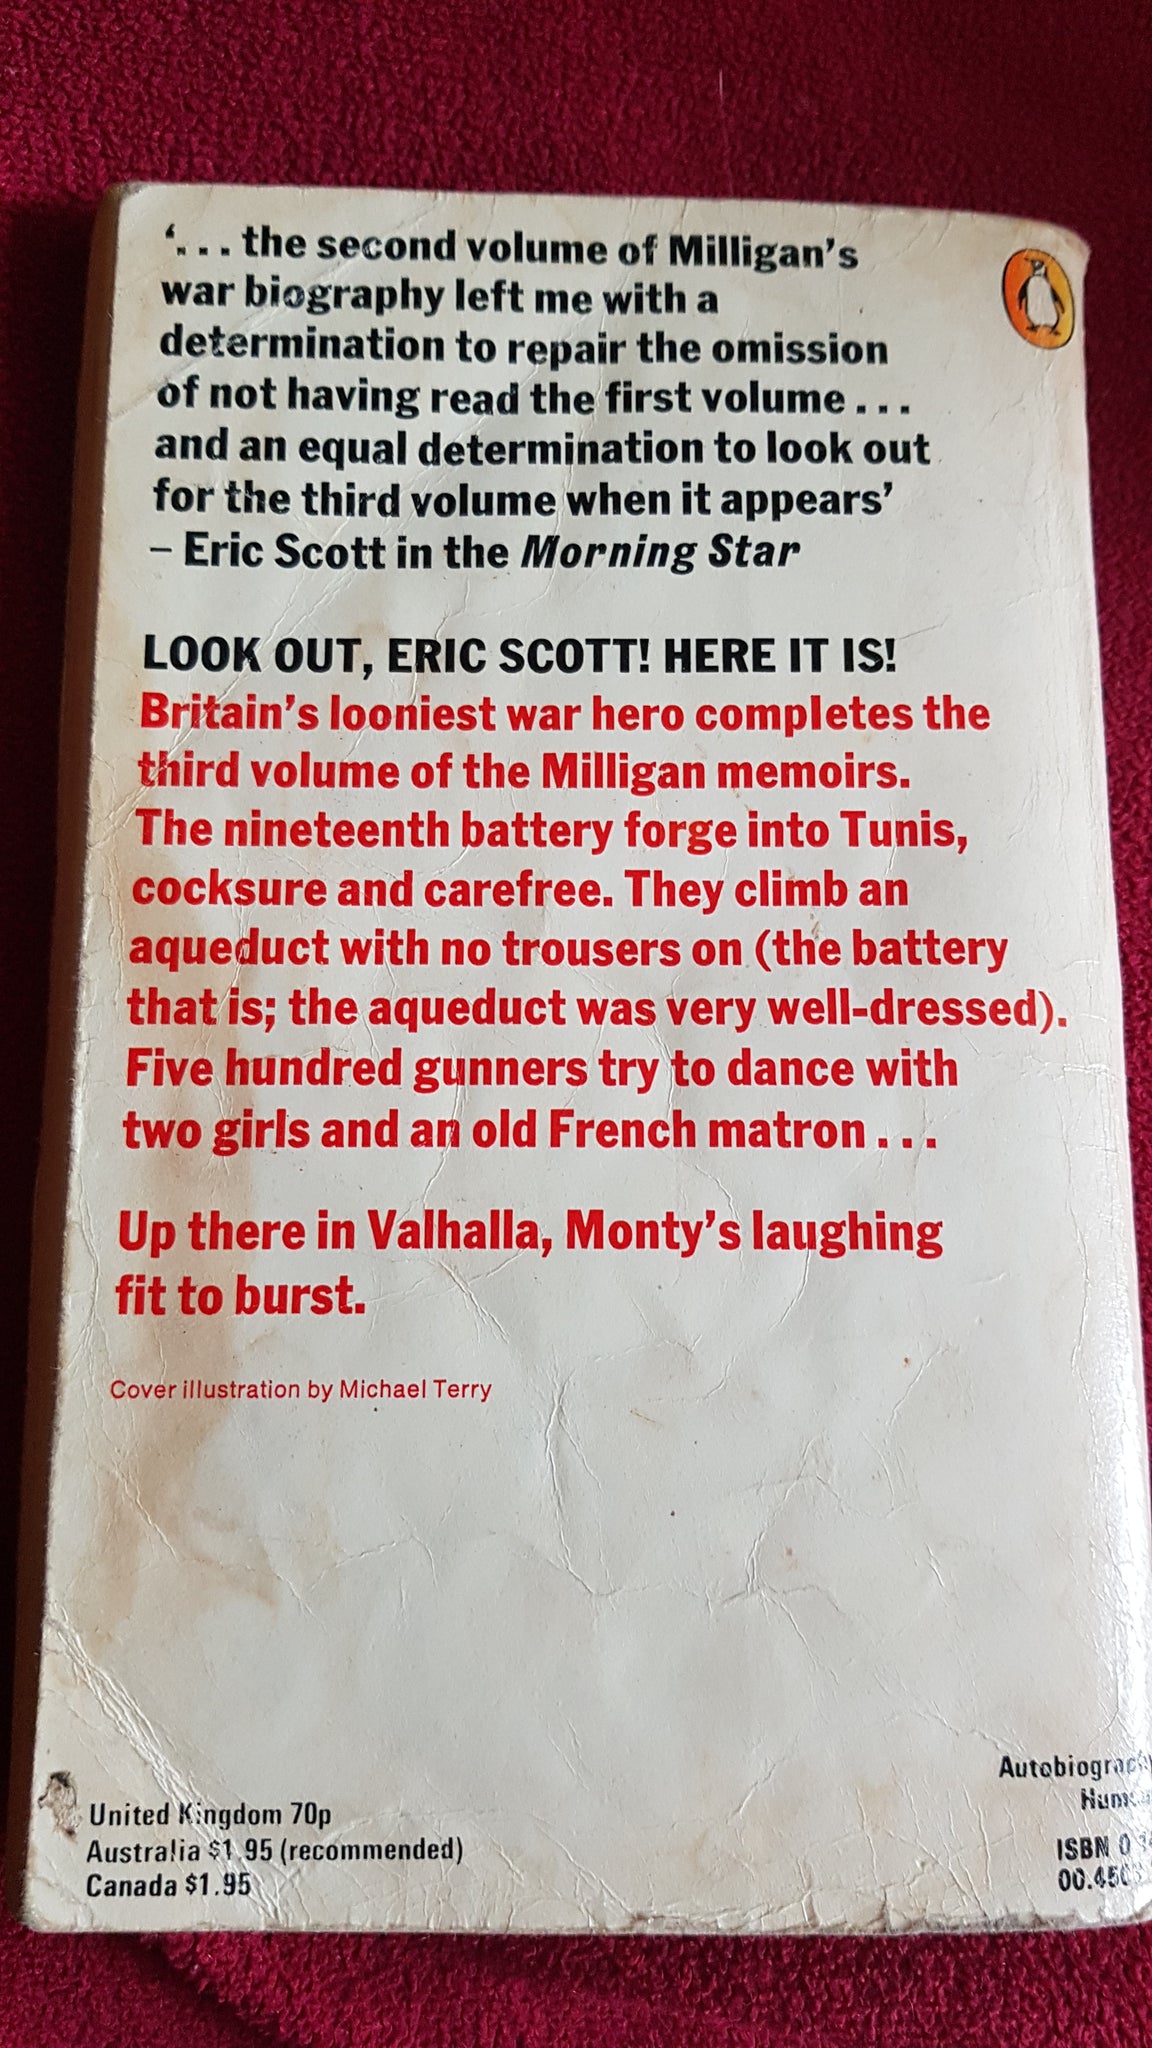 ‘. . . the second volume of Milligan’s
war biography left me with a
determination to repair the omission
of not having read the first volume . . .
and an equal determination to look out
for the third volume when it appears’
– Eric Scott in the Morning Star
LOOK OUT, ERIC SCOTT! HERE IT IS!
Britain’s looniest war hero completes the
third volume of the Milligan memoirs.
The nineteenth battery forge into Tunis,
cocksure and carefree. They climb an
aqueduct with no trousers on (the battery
that is; the aqueduct was very well-dressed).
Five hundred gunners try to dance with
two girls and an old French matron . . .
Up there in Valhalla, Monty’s laughing
fit to burst.
Cover illustration by Michael Terry
United Kingdom 70p
Australia $1.95 (recommended)
Canada $1.95
ISBN 0